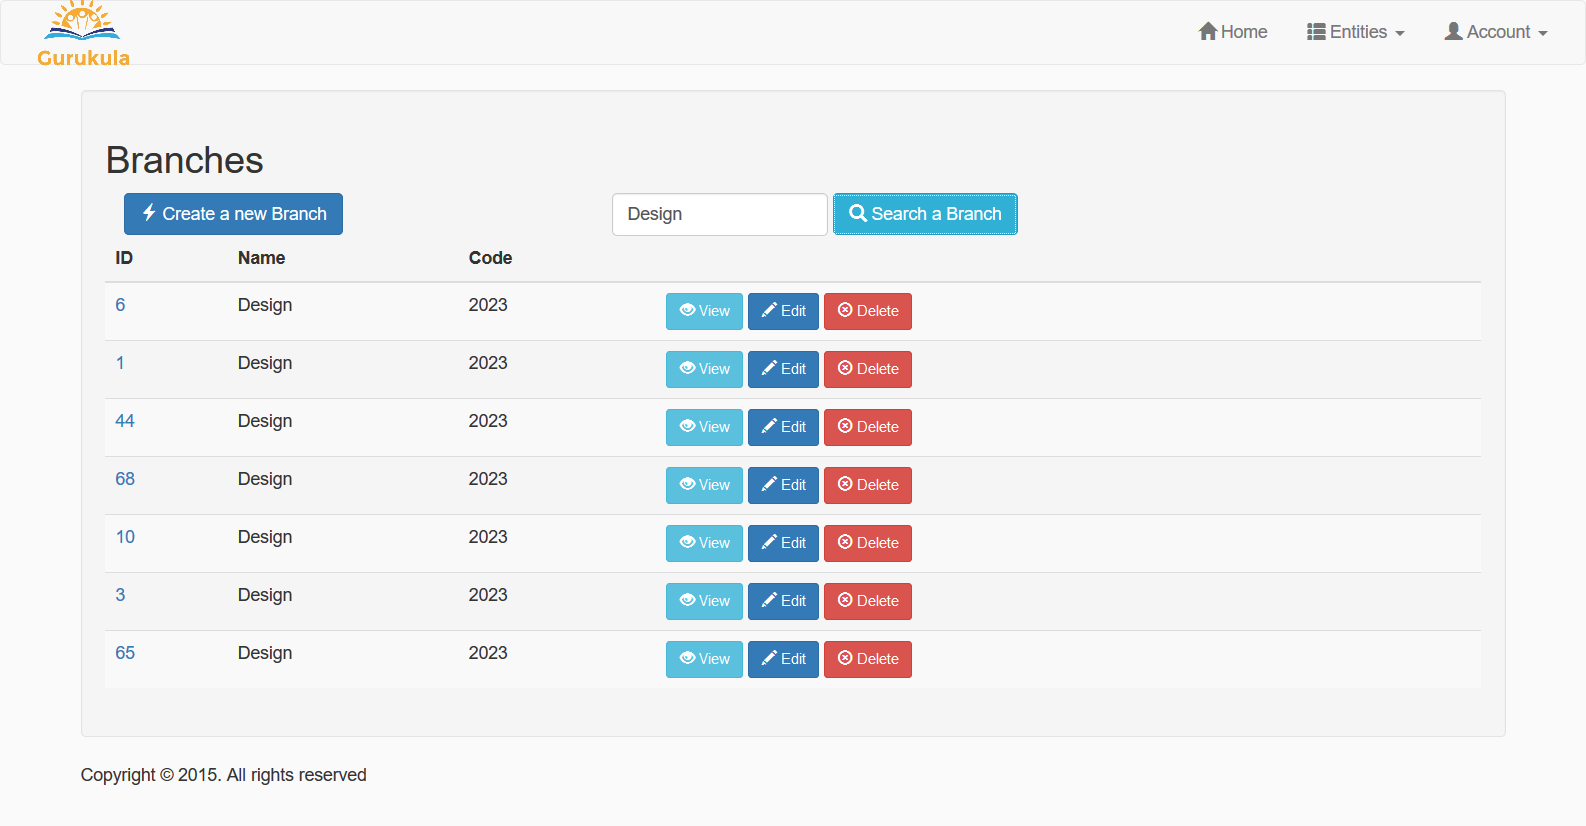 Gurukula
Home Entities Account
Branches
Create a new Branch Design Search a Branch
ID Name Code
6 Design 2023 View Edit Delete
1 Design 2023 View Edit Delete
44 Design 2023 View Edit Delete
68 Design 2023 View Edit Delete
10 Design 2023 View Edit Delete
3 Design 2023 View Edit Delete
65 Design 2023 View Edit Delete
Copyright © 2015. All rights reserved